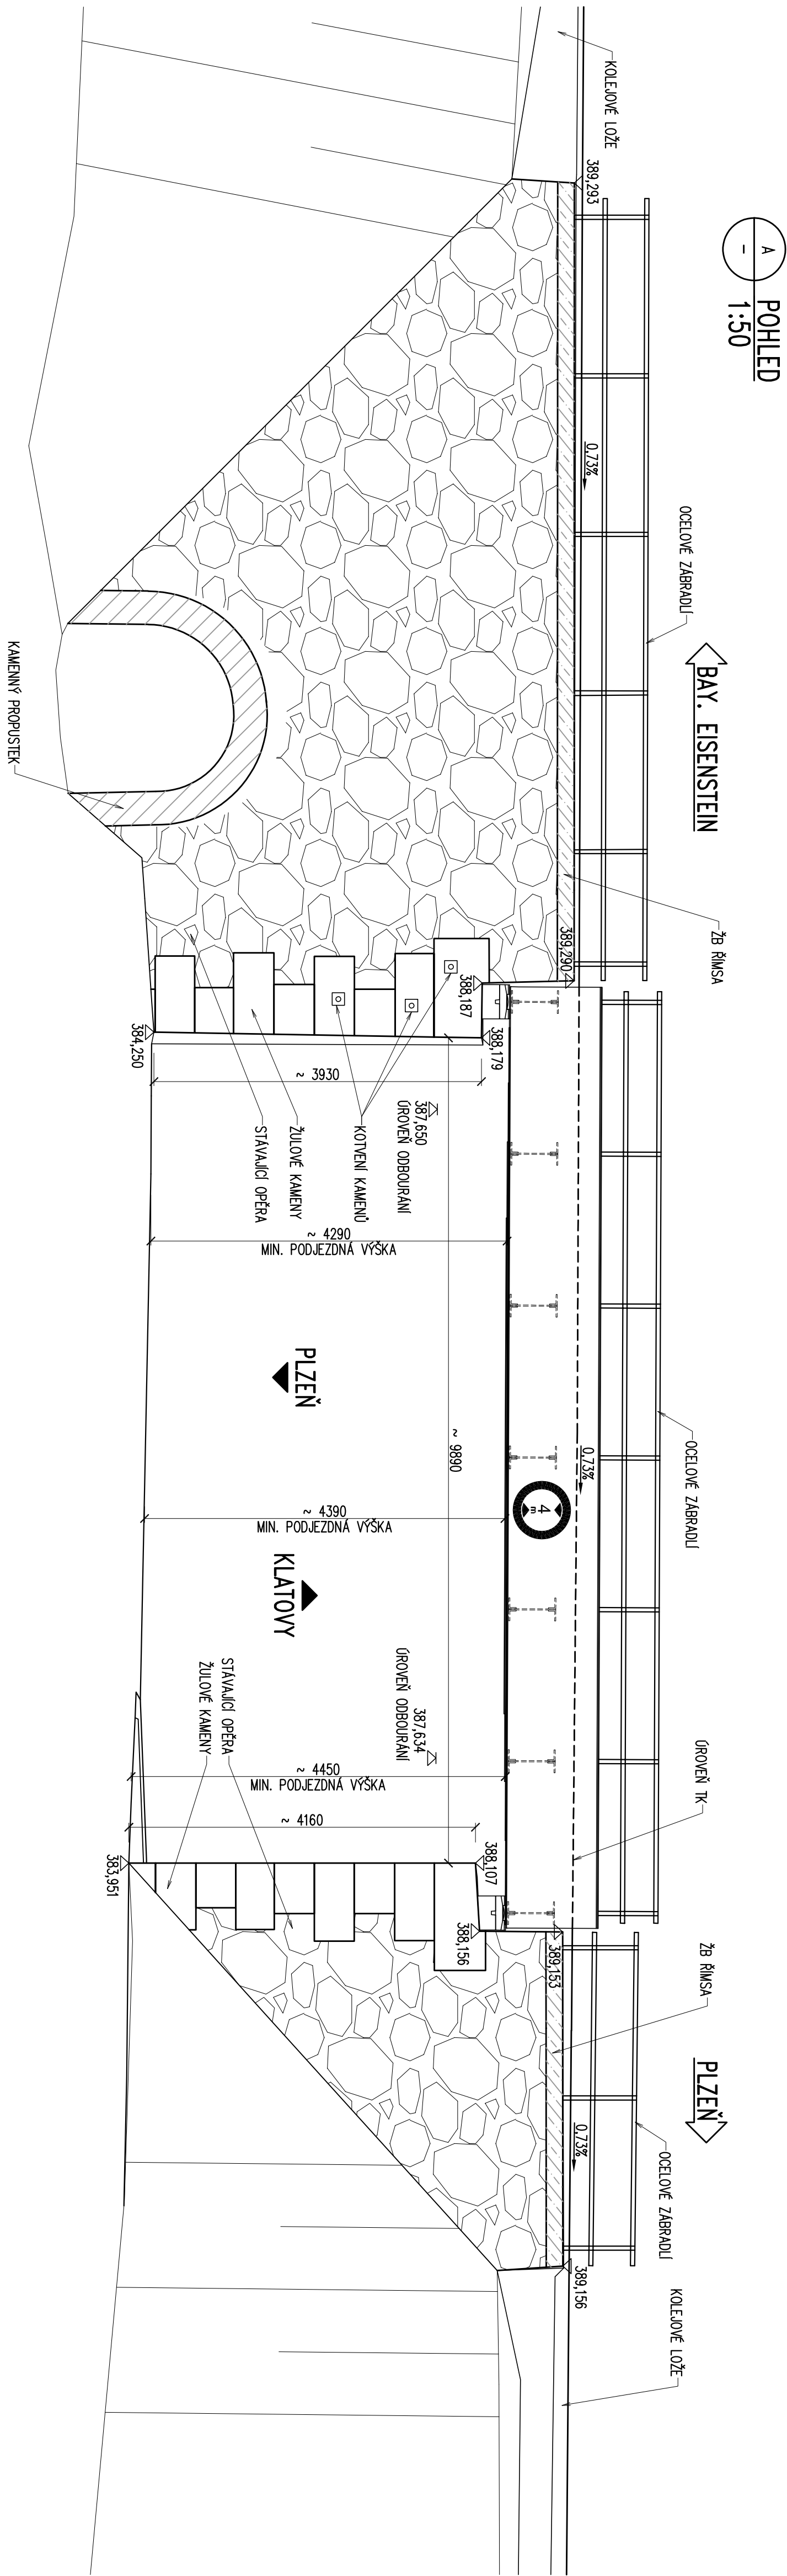 A
-
POHLED
1:50
BAY. EISENSTEIN
PLZEŇ
KOLEJOVÉ LOŽE
389,293
0.73%
OCELOVÉ ZÁBRADLÍ
ŽB ŘÍMSA
389,290
0.73%
OCELOVÉ ZÁBRADLÍ
ÚROVEŇ TK
ŽB ŘÍMSA
389,153
0.73%
OCELOVÉ ZÁBRADLÍ
389,156
KOLEJOVÉ LOŽE
4
m
388,187
388,179
387,650
ÚROVEŇ ODBOURÁNÍ
KOTVENÍ KAMENŮ
ŽULOVÉ KAMENY
STÁVAJÍCÍ OPĚRA
~ 3930
~ 4290
MIN. PODJEZDNÁ VÝŠKA
~ 9890
PLZEŇ
~ 4390
MIN. PODJEZDNÁ VÝŠKA
KLATOVY
387,634
ÚROVEŇ ODBOURÁNÍ
STÁVAJÍCÍ OPĚRA
ŽULOVÉ KAMENY
~ 4450
MIN. PODJEZDNÁ VÝŠKA
~ 4160
388,107
388,156
384,250
383,951
KAMENNÝ PROPUSTEK